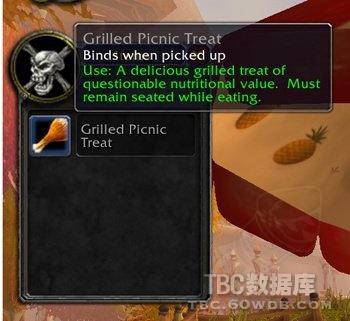 Grilled Picnic Treat
Binds when picked up
Use: A delicious grilled treat of
questionable nutritional value.  Must
remain seated while eating.
Grilled Picnic
Treat
TBC数据库
TBC.60WDB.COM